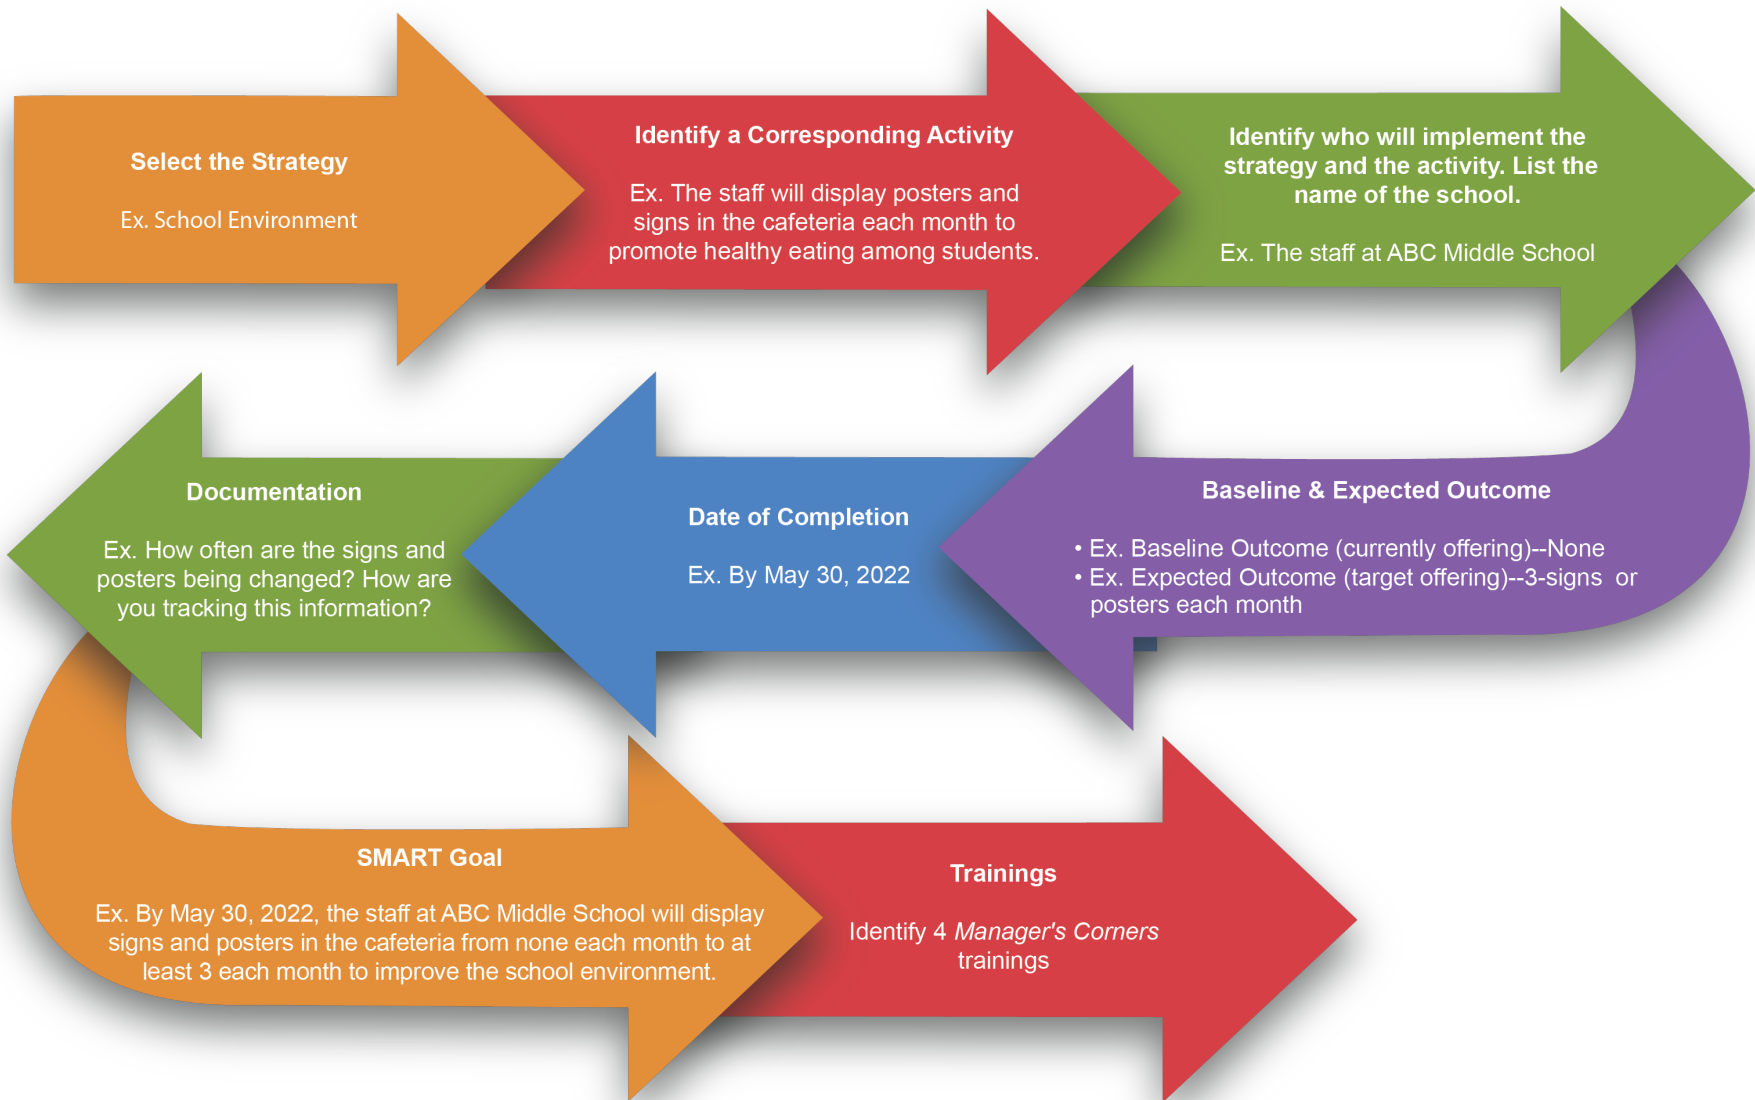 Select the Strategy
Ex. School Environment
Identify a Corresponding Activity
Ex. The staff will display posters and
signs in the cafeteria each month to
promote healthy eating among students.
Identify who will implement the
strategy and the activity. List the
name of the school.
Ex. The staff at ABC Middle School
Baseline & Expected Outcome
• Ex. Baseline Outcome (currently offering)--None
• Ex. Expected Outcome (target offering)--3-signs or
posters each month
Date of Completion
Ex. By May 30, 2022
Documentation
Ex. How often are the signs and
posters being changed? How are
you tracking this information?
SMART Goal
Ex. By May 30, 2022, the staff at ABC Middle School will display
signs and posters in the cafeteria from none each month to at
least 3 each month to improve the school environment.
Trainings
Identify 4 Manager's Corners
trainings